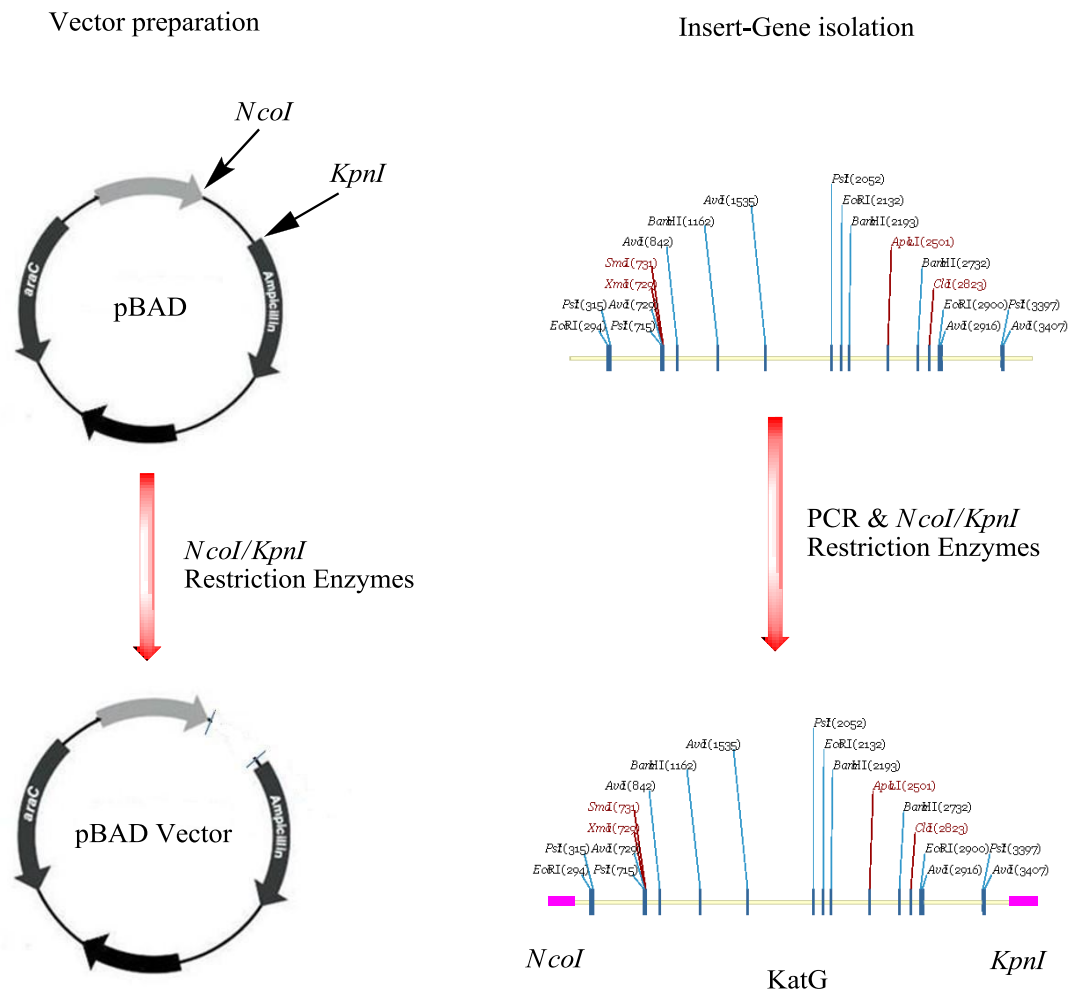 Vector preparation
Insert-Gene isolation
NcoI
KpnI
araC
Ampicillin
pBAD
PstI(2052)
EcoRI(2132)
AvaI(1535)
BamHI(2193)
BamHI(1162)
AvaI(842)
ApaLI(2501)
SmaI(731)
BamHI(2732)
XmaI(729)
ClaI(2823)
PstI(315) AvaI(729)
EcoRI(2900) PstI(3397)
EcoRI(294) PstI(715)
AvaI(2916) AvaI(3407)
NcoI/KpnI
Restriction Enzymes
PCR & NcoI/KpnI
Restriction Enzymes
araC
Ampicillin
pBAD Vector
PstI(2052)
AvaI(1535)
EcoRI(2132)
BamHI(1162)
BamHI(2193)
AvaI(842)
ApaLI(2501)
SmaI(731)
BamHI(2732)
XmaI(729)
ClaI(2823)
PstI(315) AvaI(729)
EcoRI(2900) PstI(3397)
EcoRI(294) PstI(715)
AvaI(2916) AvaI(3407)
NcoI
KpnI
KatG